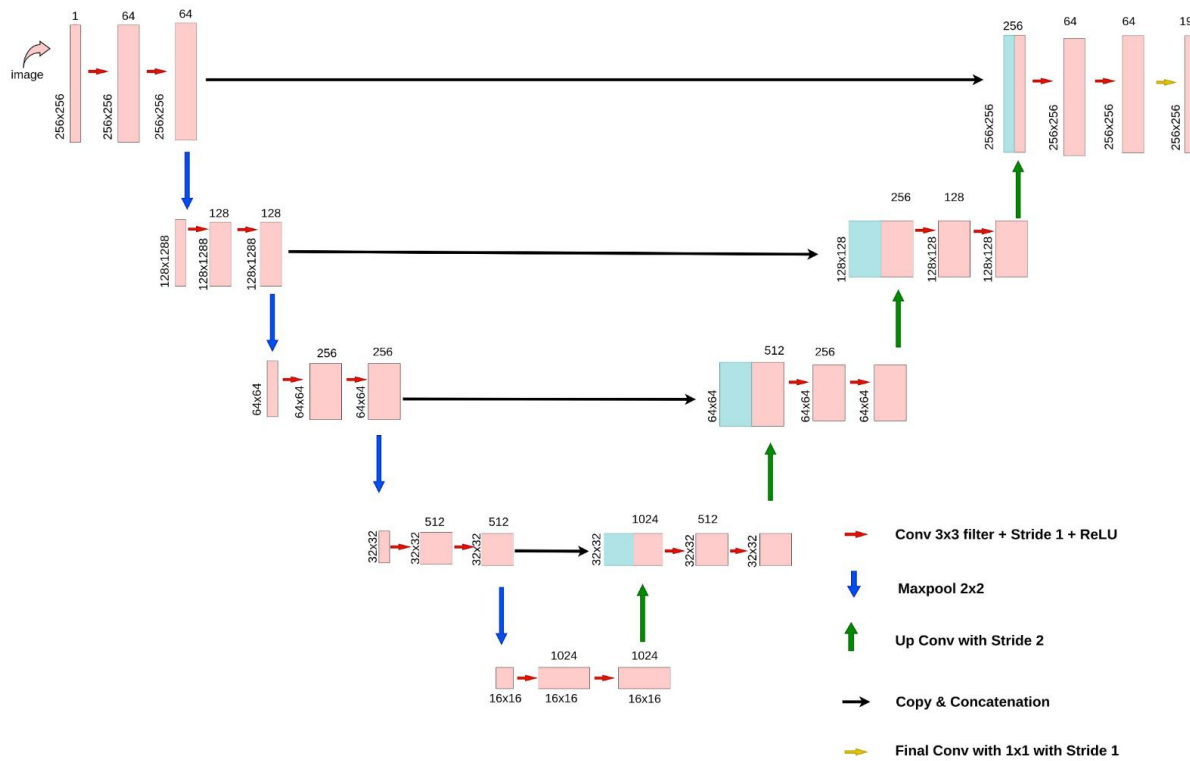 1
64
64
256
64
64
19
image
256x256
256x256
256x256
256x256
256x256
256x256
128
128
256
128
128x1288
128x1288
128x1288
128x128
128x128
128x128
256
256
512
256
64x64
64x64
64x64
64x64
64x64
64x64
512
512
1024
512
32x32
32x32
32x32
32x32
32x32
32x32
1024
1024
16x16
16x16
16x16
Conv 3x3 filter + Stride 1 + ReLU
Maxpool 2x2
Up Conv with Stride 2
Copy & Concatenation
Final Conv with 1x1 with Stride 1